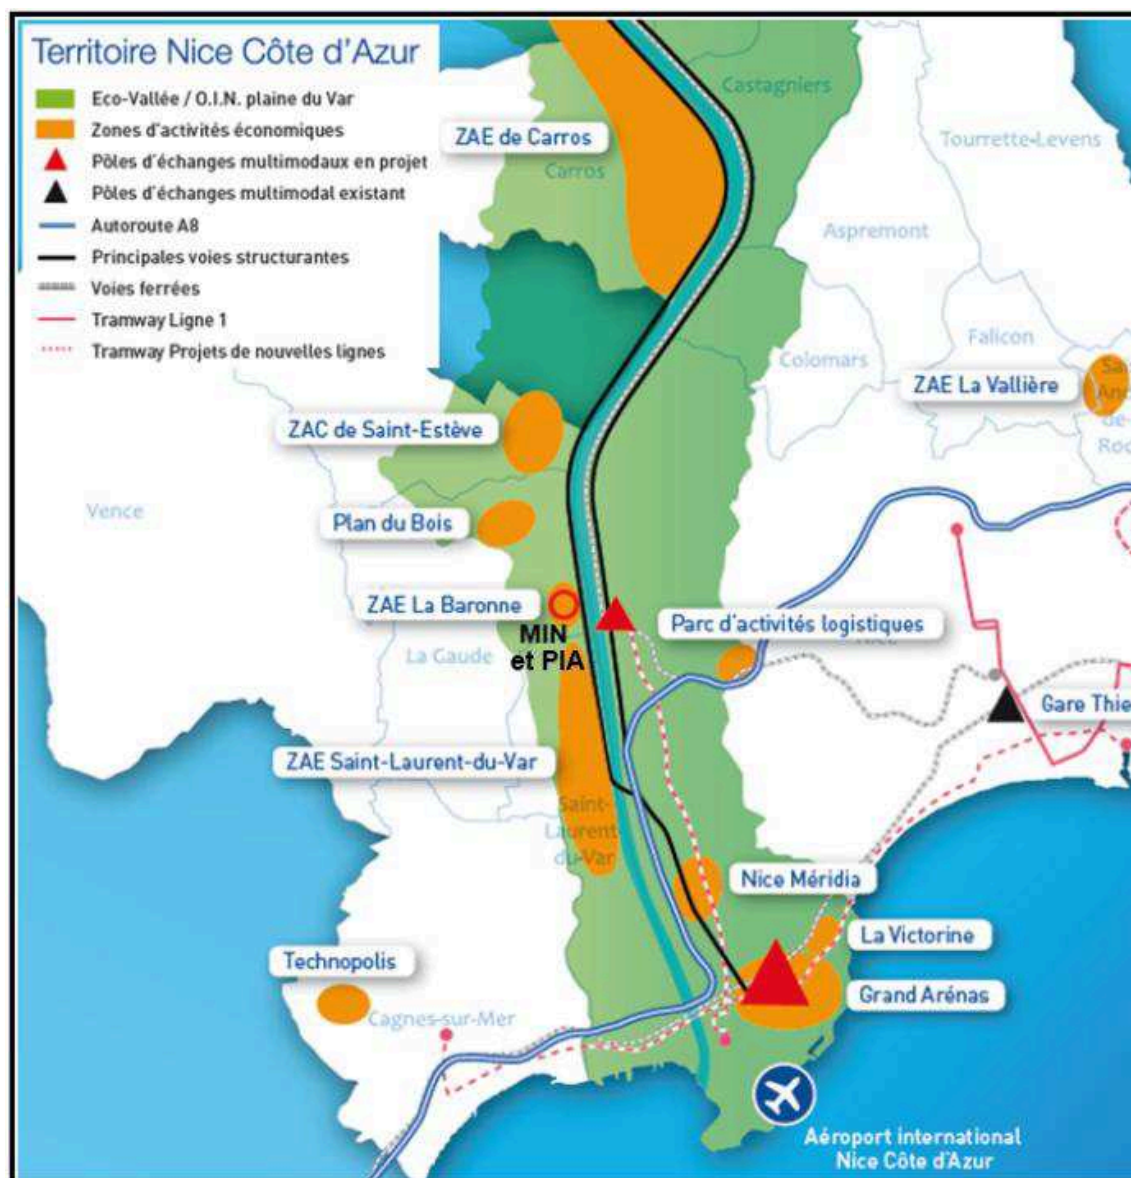 Territoire Nice Côte d'Azur
Eco-Vallée / O.I.N. plaine du Var
Zones d'activités économiques
Pôles d'échanges multimodaux en projet
Pôles d'échanges multimodal existant
Autoroute A8
Principales voies structurantes
Voies ferrées
Tramway Ligne 1
Tramway Projets de nouvelles lignes
Castagniers
ZAE de Carros
Carros
Tourrette-Levens
Aspremont
Falicon
Colomars
ZAE La Vallière
ZAC de Saint-Estève
Vence
Plan du Bois
ZAE La Baronne
MIN
et PIA
Parc d'activités logistiques
La Gaude
Gare Thie
ZAE Saint-Laurent-du-Var
Saint-
Laurent
du-Var
Nice Méridia
La Victorine
Technopolis
Grand Arénas
Cagnes-sur-Mer
Aéroport international
Nice Côte d'Azur